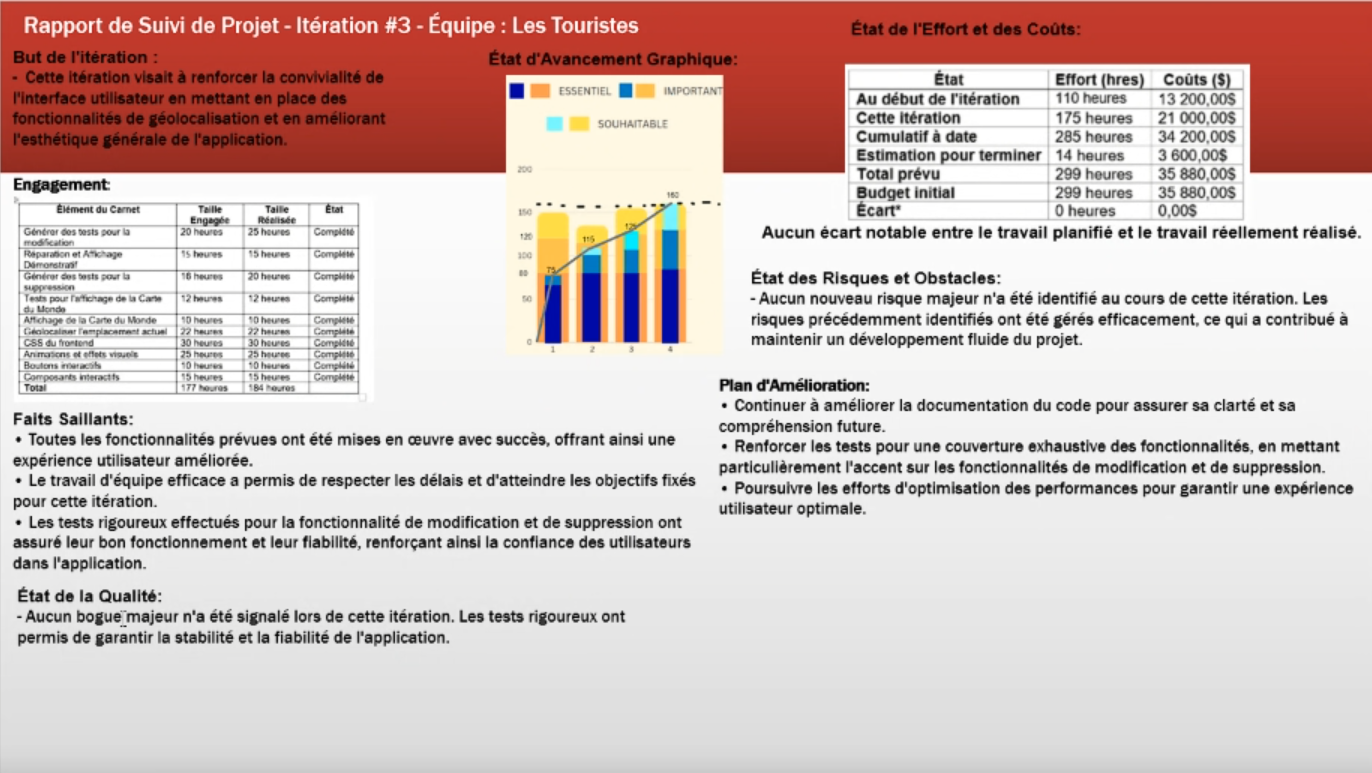 Rapport de Suivi de Projet - Itération #3 - Équipe : Les Touristes
But de l'itération :
- Cette itération visait à renforcer la convivialité de
l'interface utilisateur en mettant en place des
fonctionnalités de géolocalisation et en améliorant
l'esthétique générale de l'application.
Engagement:
Élément du Carnet Taille Engagée Taille Réalisée État
Générer des tests pour la modification 20 heures 25 heures Complété
Réparation et Affichage Démonstratif 15 heures 15 heures Complété
Générer des tests pour la suppression 16 heures 20 heures Complété
Tests pour l'affichage de la Carte du Monde 12 heures 12 heures Complété
Affichage de la Carte du Monde 10 heures 10 heures Complété
Géolocaliser l'emplacement actuel 22 heures 22 heures Complété
CSS du frontend 30 heures 30 heures Complété
Animations et effets visuels 25 heures 25 heures Complété
Boutons interactifs 10 heures 10 heures Complété
Composants interactifs 15 heures 15 heures Complété
Total 177 heures 184 heures
Faits Saillants:
• Toutes les fonctionnalités prévues ont été mises en œuvre avec succès, offrant ainsi une
expérience utilisateur améliorée.
• Le travail d'équipe efficace a permis de respecter les délais et d'atteindre les objectifs fixés
pour cette itération.
• Les tests rigoureux effectués pour la fonctionnalité de modification et de suppression ont
assuré leur bon fonctionnement et leur fiabilité, renforçant ainsi la confiance des utilisateurs
dans l'application.
État de la Qualité:
- Aucun bogue majeur n'a été signalé lors de cette itération. Les tests rigoureux ont
permis de garantir la stabilité et la fiabilité de l'application.
État d'Avancement Graphique:
ESSENTIEL IMPORTANT
SOUHAITABLE
200
150
120
100
80
50
0
75
115
125
160
1 2 3 4
État de l'Effort et des Coûts:
État Effort (hres) Coûts ($)
Au début de l'itération 110 heures 13 200,00$
Cette itération 175 heures 21 000,00$
Cumulatif à date 285 heures 34 200,00$
Estimation pour terminer 14 heures 3 600,00$
Total prévu 299 heures 35 880,00$
Budget initial 299 heures 35 880,00$
Écart* 0 heures 0,00$
Aucun écart notable entre le travail planifié et le travail réellement réalisé.
État des Risques et Obstacles:
- Aucun nouveau risque majeur n'a été identifié au cours de cette itération. Les
risques précédemment identifiés ont été gérés efficacement, ce qui a contribué à
maintenir un développement fluide du projet.
Plan d'Amélioration:
• Continuer à améliorer la documentation du code pour assurer sa clarté et sa
compréhension future.
• Renforcer les tests pour une couverture exhaustive des fonctionnalités, en mettant
particulièrement l'accent sur les fonctionnalités de modification et de suppression.
• Poursuivre les efforts d'optimisation des performances pour garantir une expérience
utilisateur optimale.